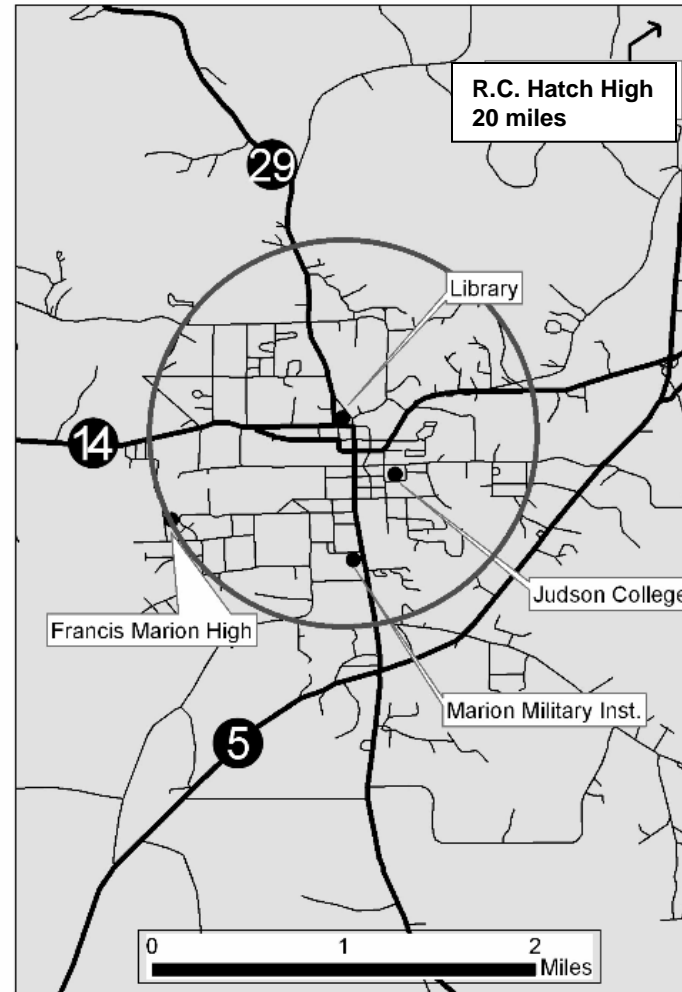 R.C. Hatch High
20 miles
29
Library
14
Judson College
Francis Marion High
Marion Military Inst.
5
0 1 2
Miles